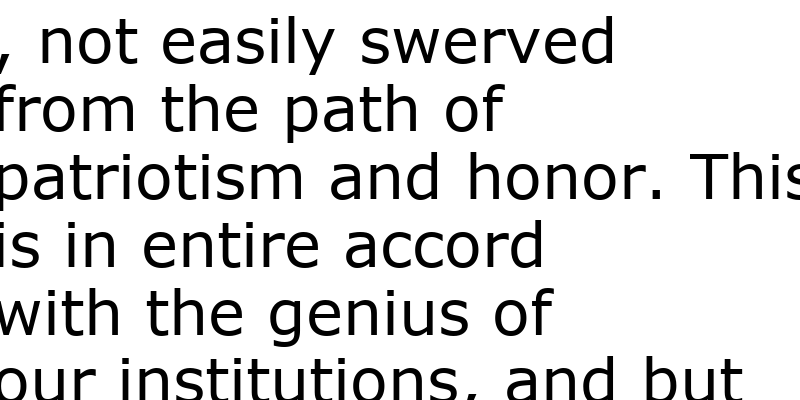 , not easily swerved
from the path of
patriotism and honor. This
is in entire accord
with the genius of
our institutions, and but